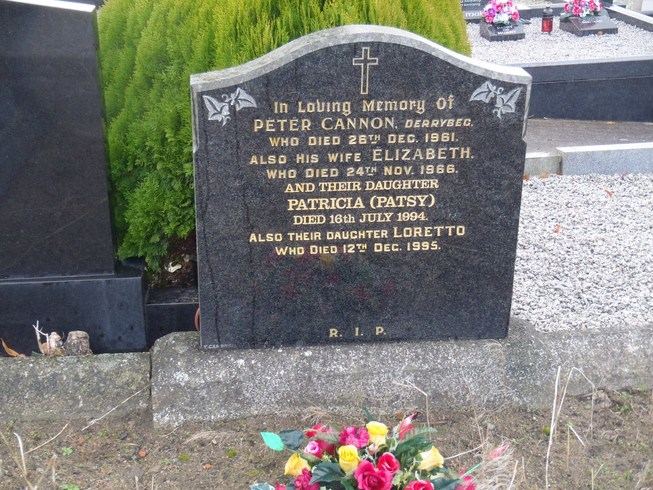 In Loving Memory Of
PETER CANNON, DERRYBEG.
WHO DIED 26TH DEC. 1961.
ALSO HIS WIFE ELIZABETH.
WHO DIED 24TH NOV. 1966.
AND THEIR DAUGHTER
PATRICIA (PATSY)
DIED 16th JULY 1994.
ALSO THEIR DAUGHTER LORETTO
WHO DIED 12TH DEC. 1995.
R. I. P.